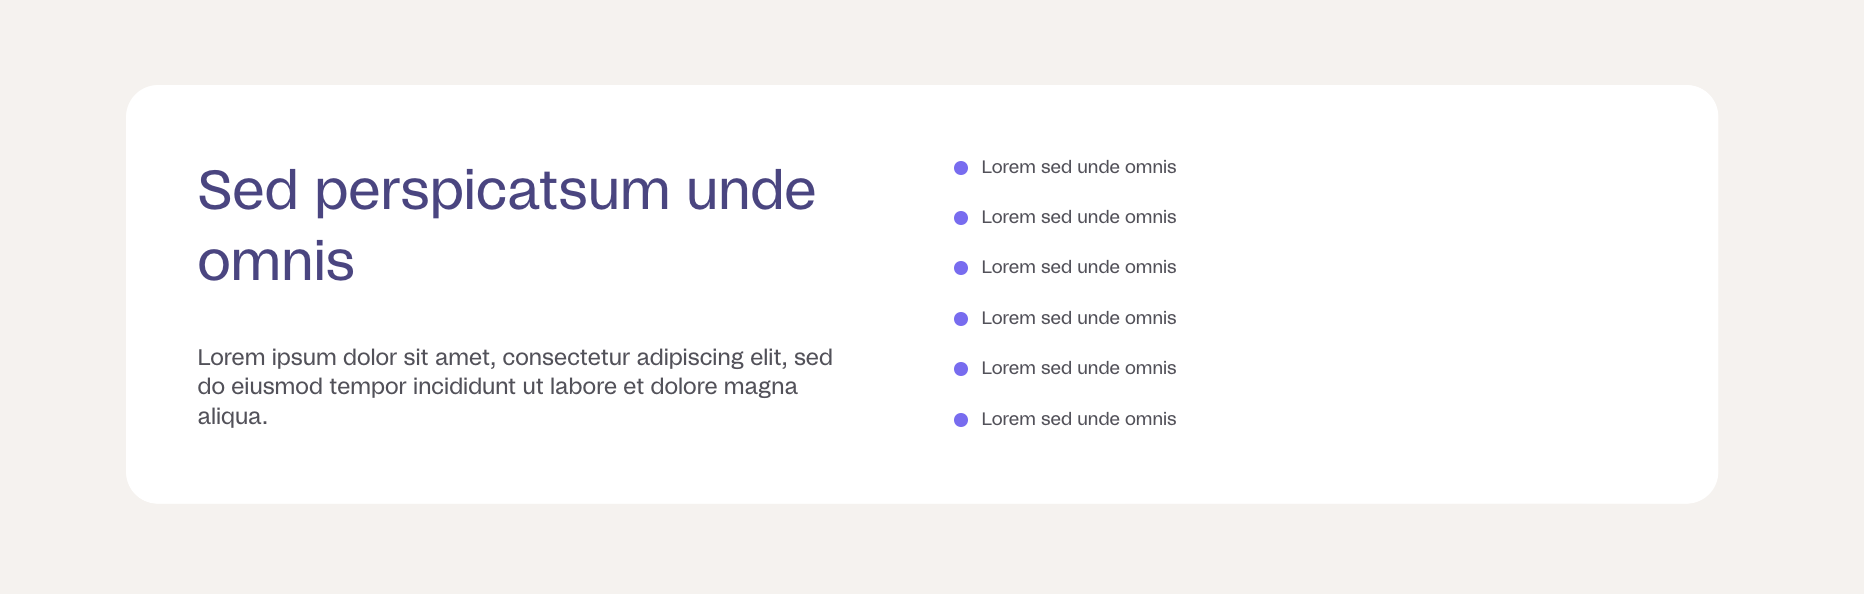 Sed perspicatsum unde
omnis
Lorem ipsum dolor sit amet, consectetur adipiscing elit, sed
do eiusmod tempor incididunt ut labore et dolore magna
aliqua.
Lorem sed unde omnis
Lorem sed unde omnis
Lorem sed unde omnis
Lorem sed unde omnis
Lorem sed unde omnis
Lorem sed unde omnis